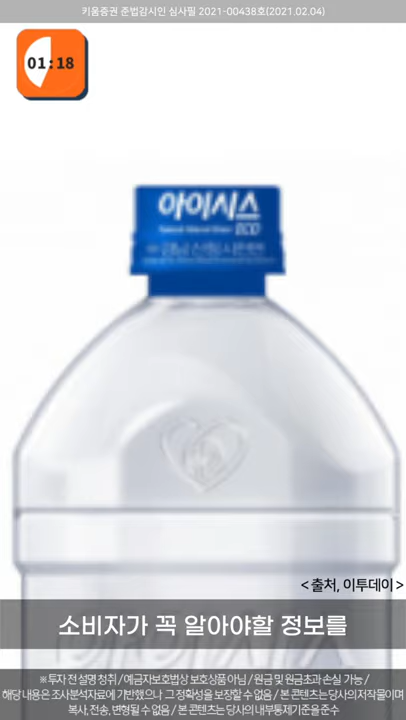 키움증권 준법감시인 심사필 2021-00438호(2021.02.04)
01:18
아이시스
ECO
<출처, 이투데이>
소비자가 꼭 알아야할 정보를
※투자 전 설명 청취 / 예금자보호법상 보호상품 아님 / 원금 및 원금초과 손실 가능 /
해당 내용은 조사분석자료에 기반했으나 그 정확성을 보장할 수 없음 / 본 콘텐츠는 당사의 저작물이며
복사, 전송, 변형될 수 없음 / 본 콘텐츠는 당사의 내부통제기준을 준수